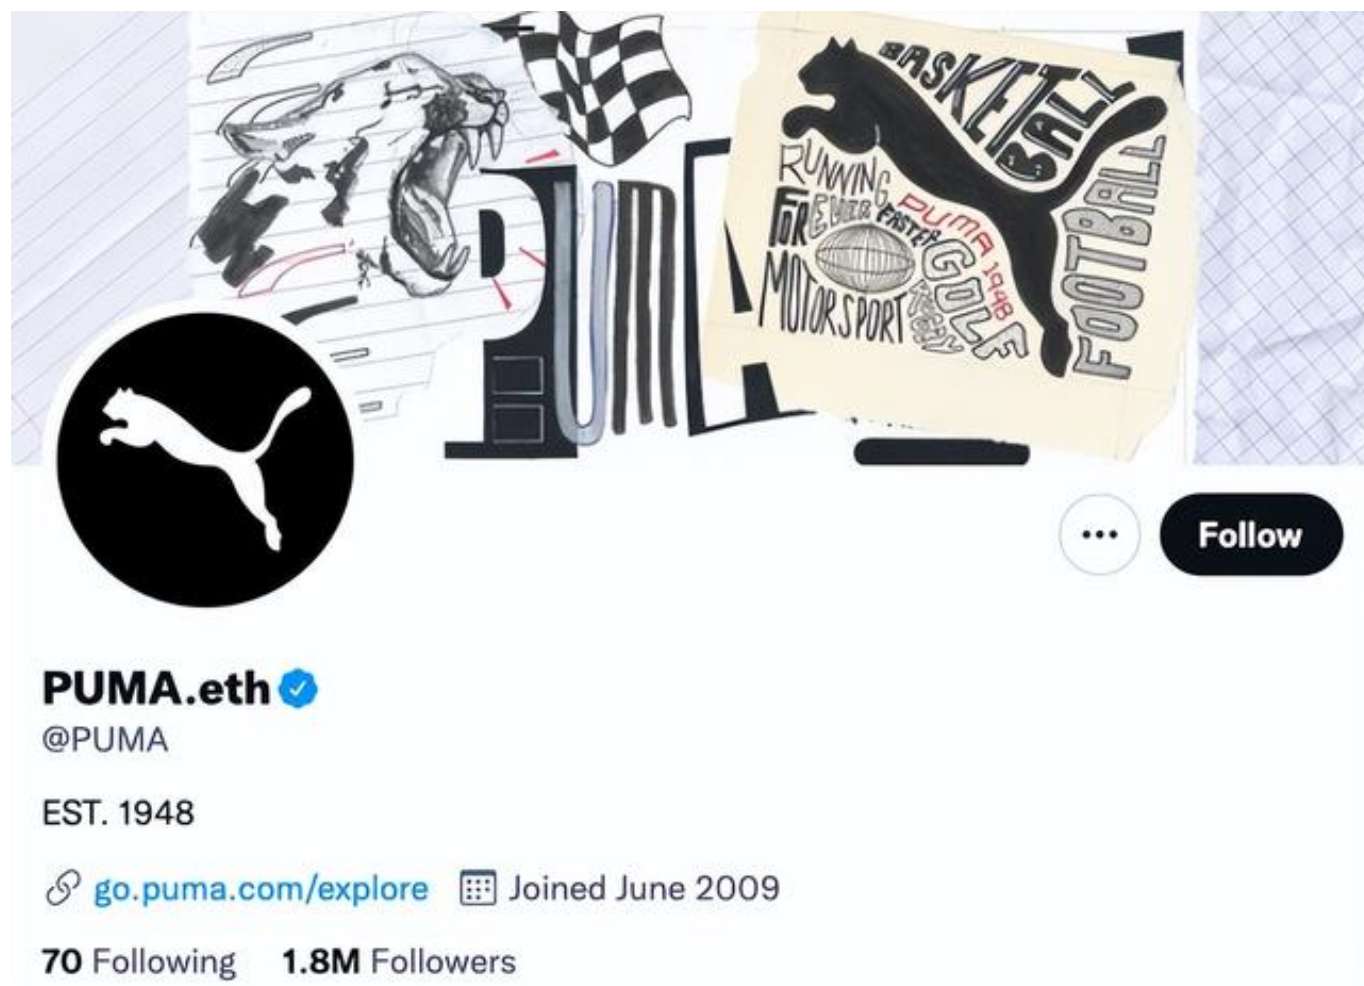 PUMA
BASKETBALL
RUNNING
FOREVER FASTER
PUMA 1948
MOTORSPORT
RUGBY
GOLF
FOOTBALL
Follow
PUMA.eth
@PUMA
EST. 1948
go.puma.com/explore Joined June 2009
70 Following 1.8M Followers